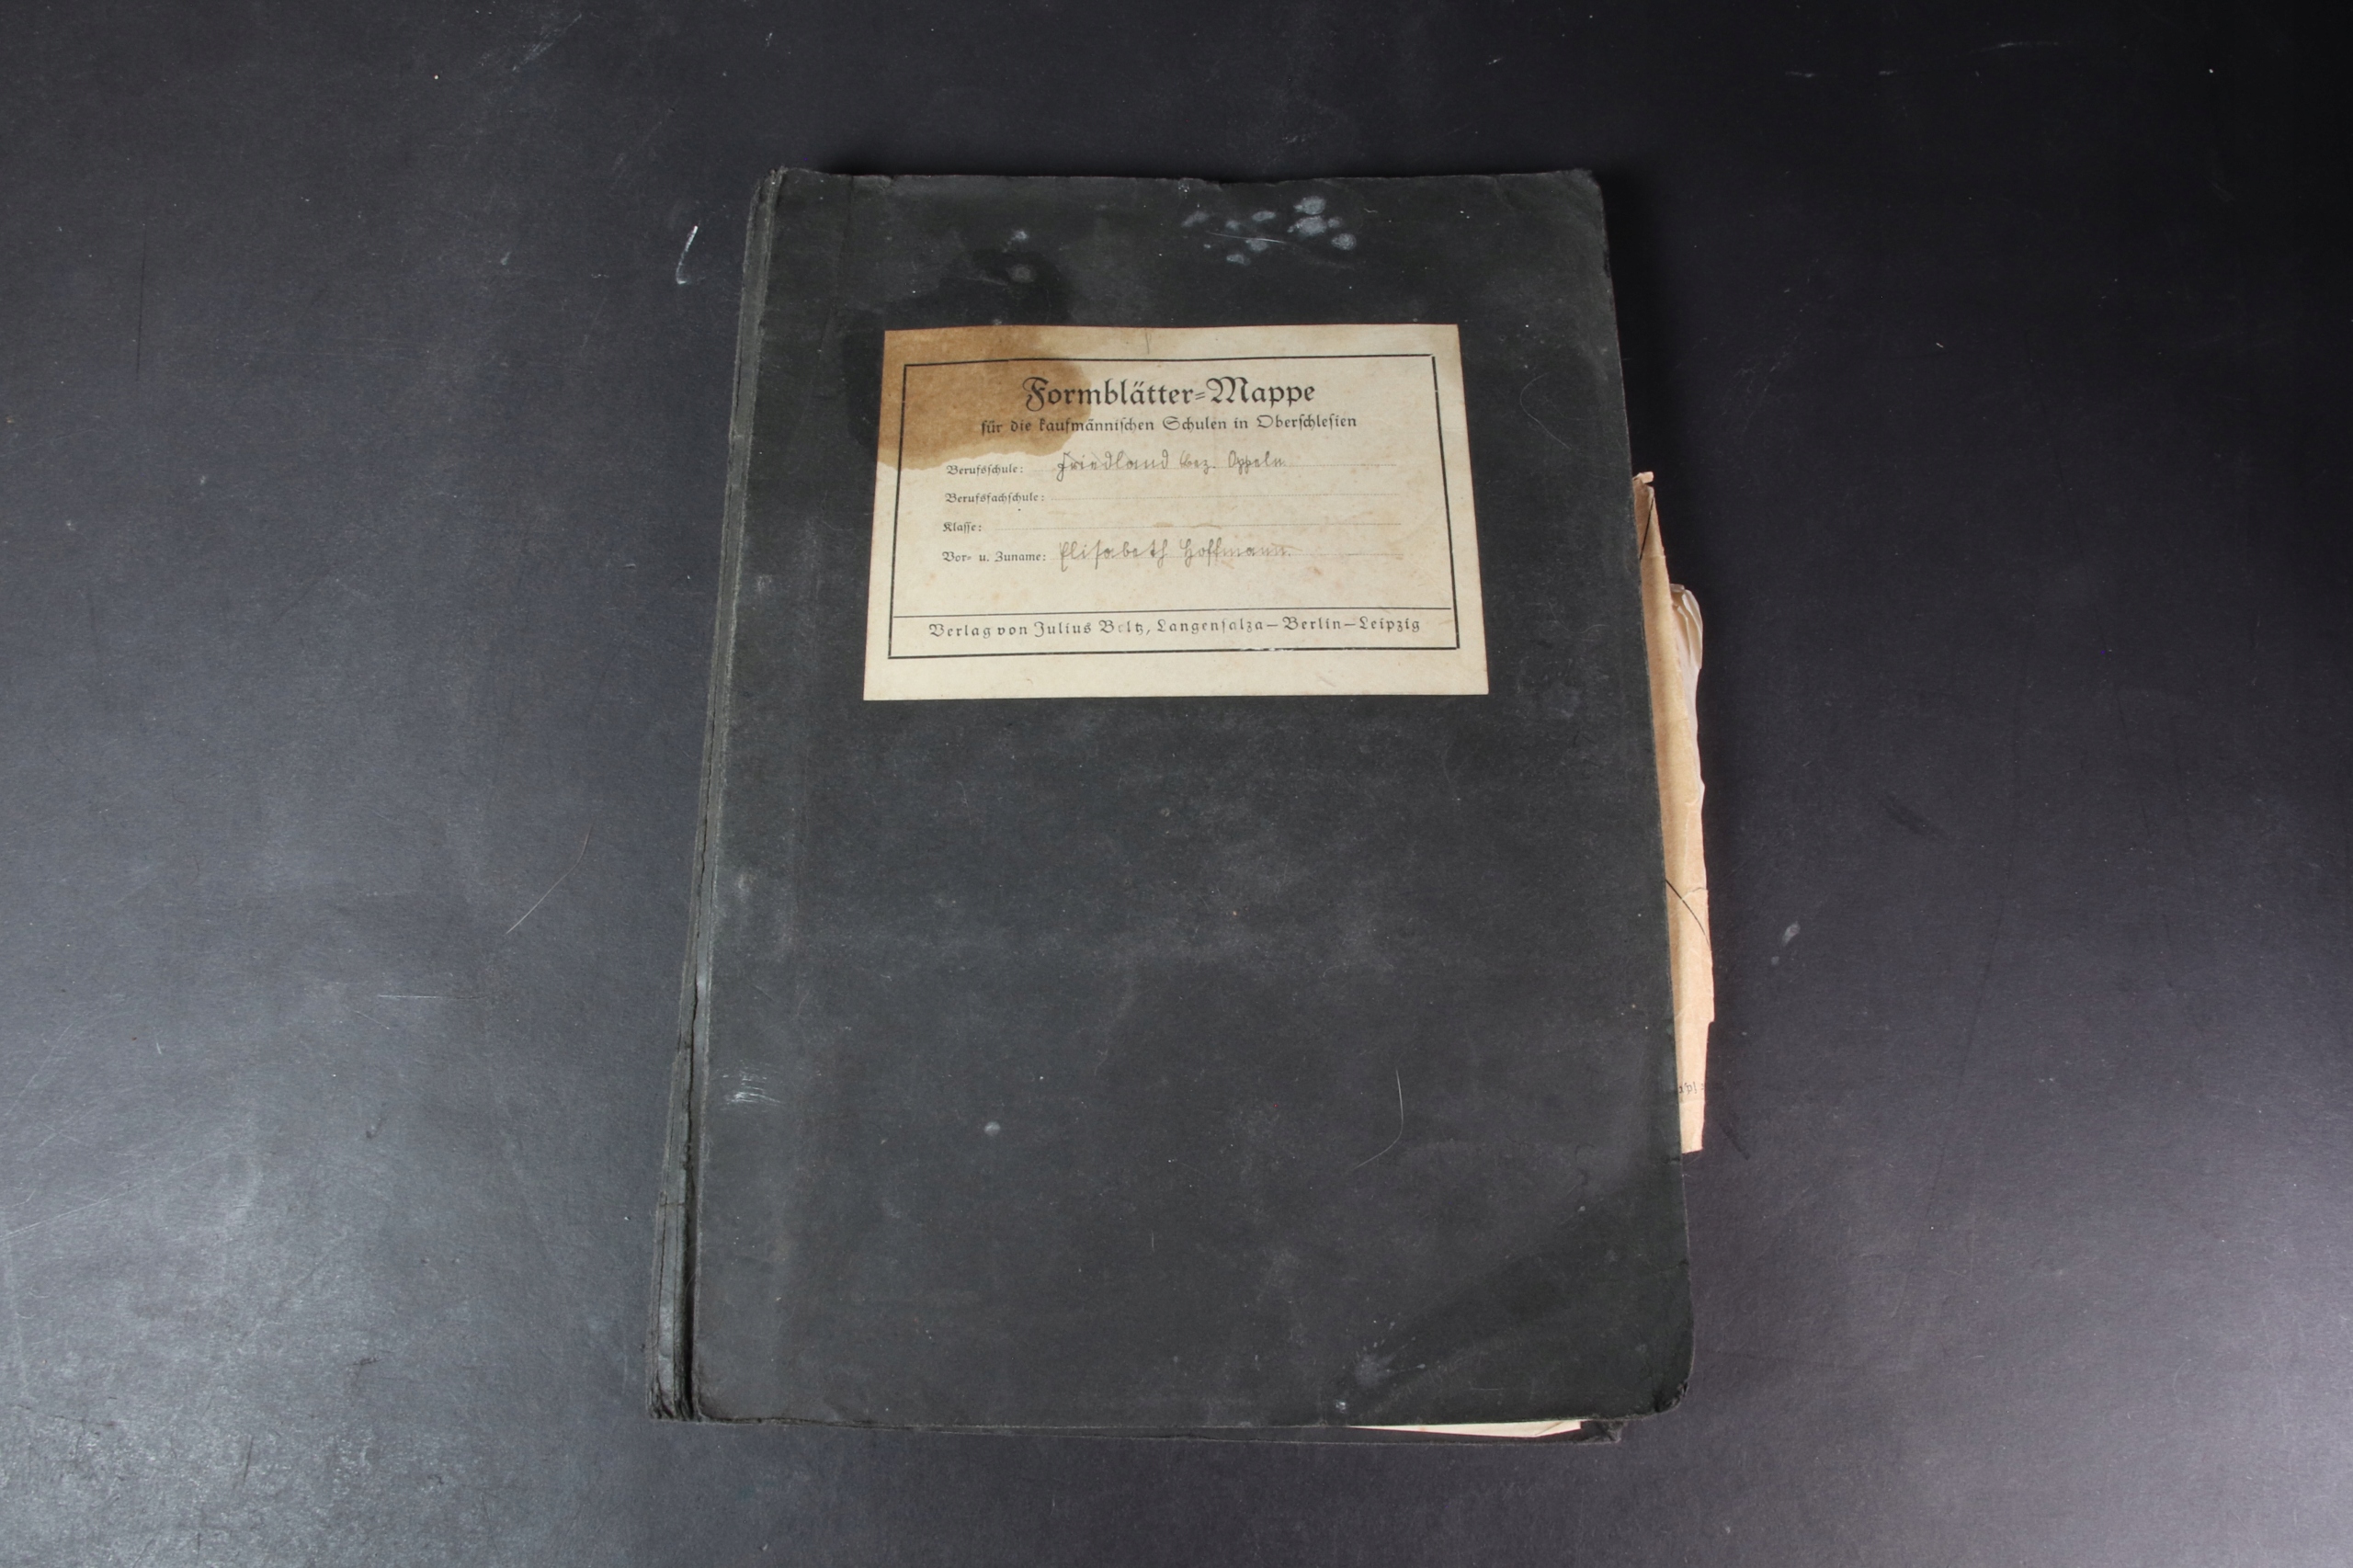 Formblätter=Mappe
für die kaufmännischen Schulen in Oberschlesien
Berufsschule: Friedland Bez. Oppeln.
Berufsfachschule:
Klasse:
Vor= u. Zuname: Elisabeth Hoffmann.
Verlag von Julius Beltz, Langensalza—Berlin—Leipzig